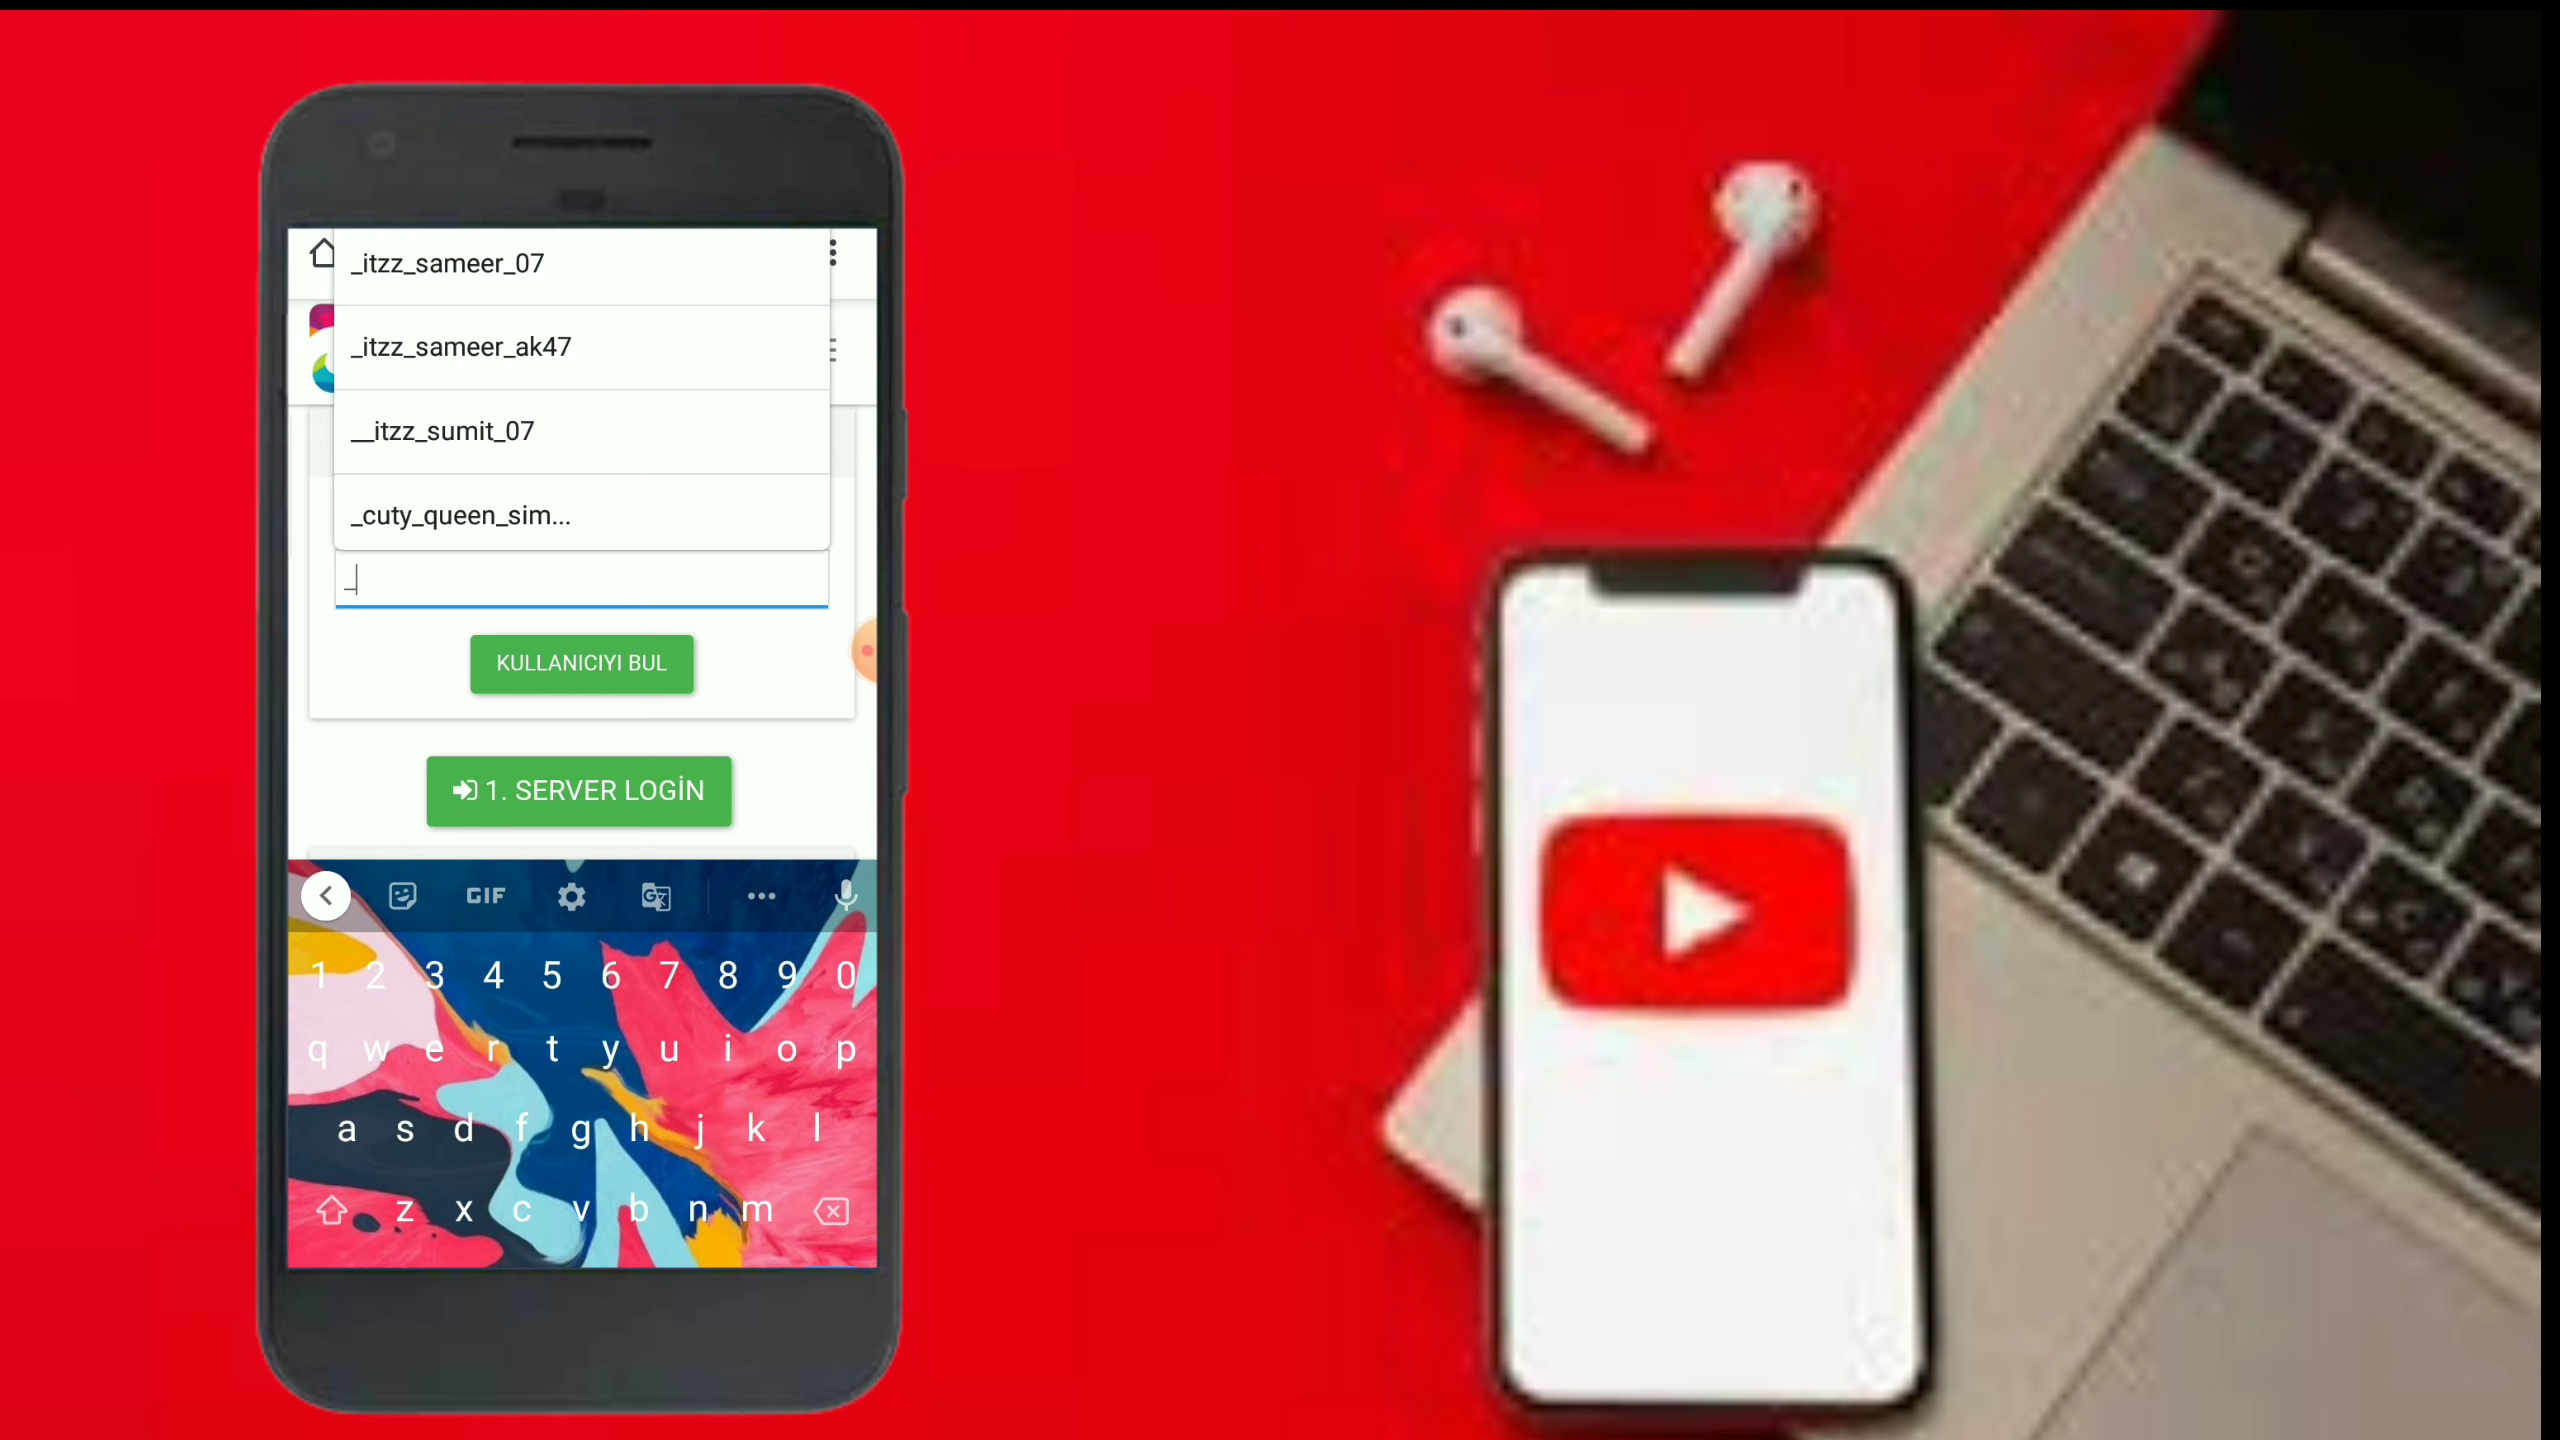 _itzz_sameer_07
_itzz_sameer_ak47
__itzz_sumit_07
_cuty_queen_sim...
_
KULLANICIYI BUL
1. SERVER LOGİN
GIF
1 2 3 4 5 6 7 8 9 0
q w e r t y u i o p
a s d f g h j k l
z x c v b n m